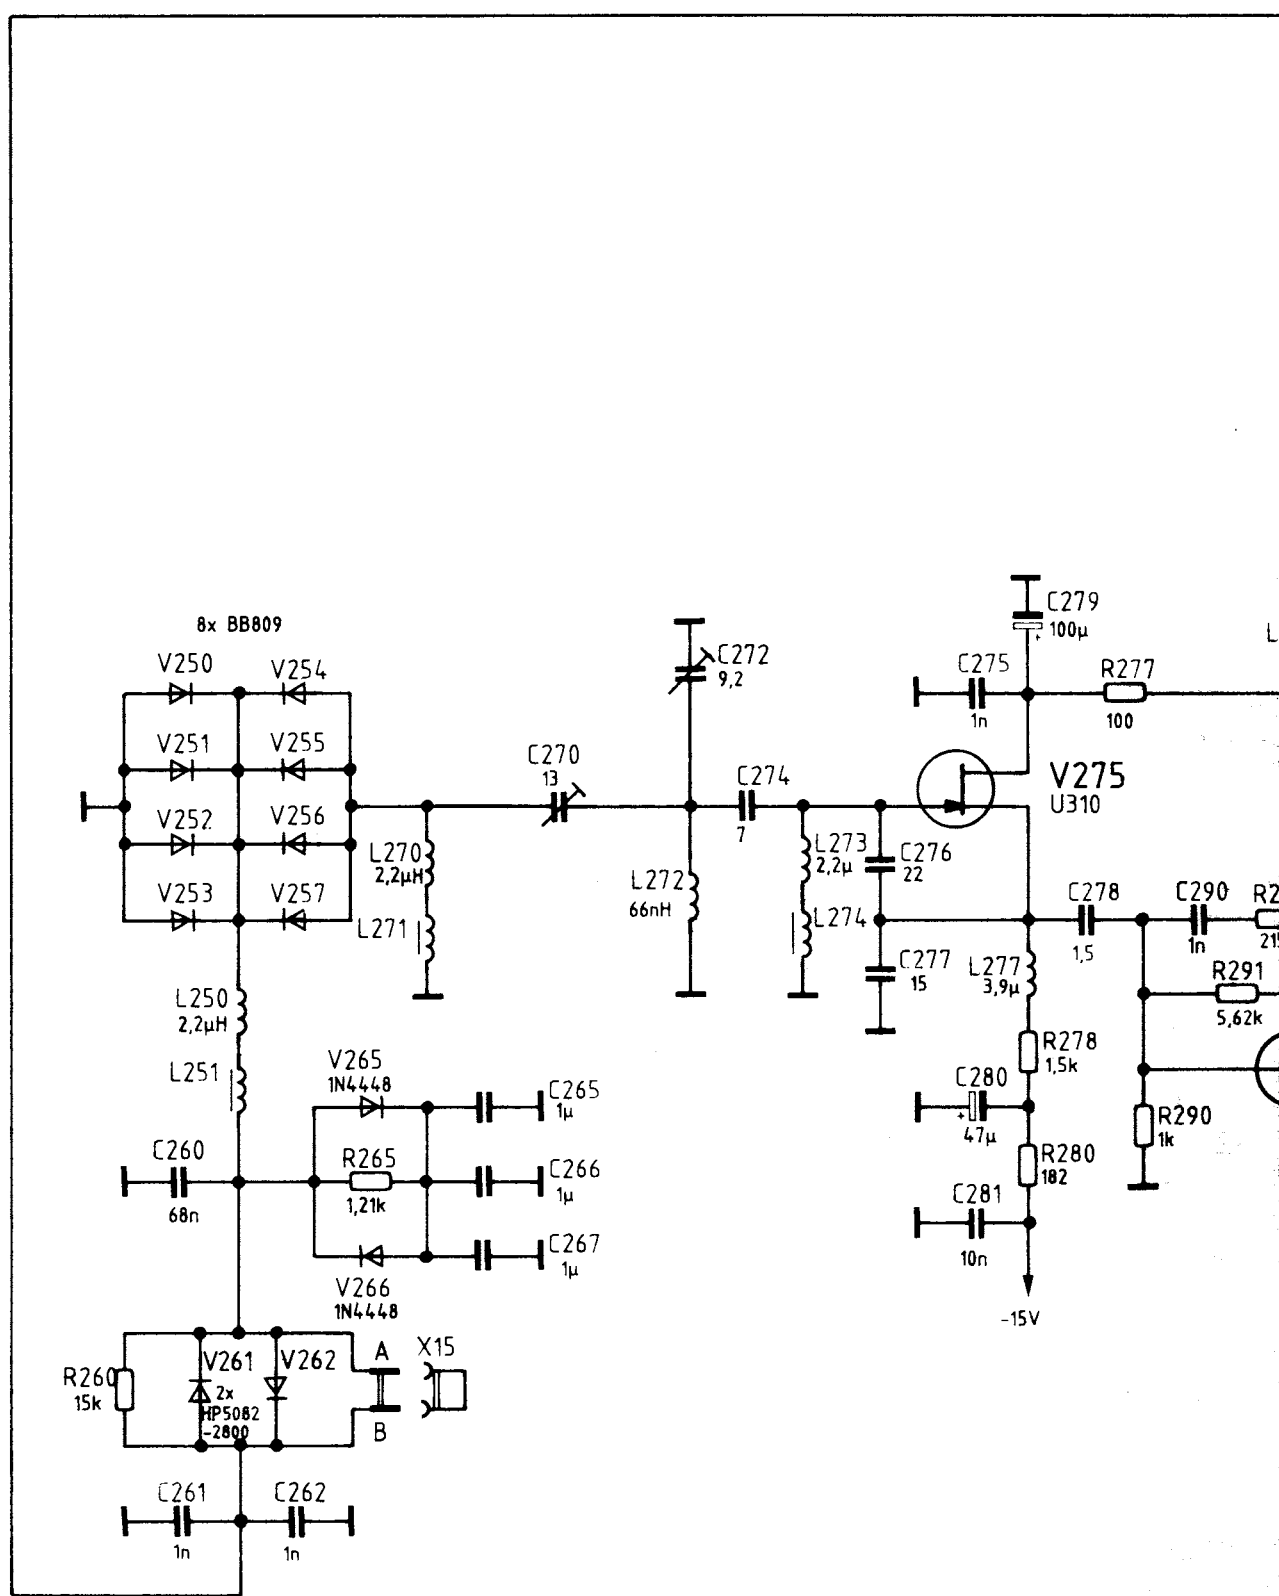 C279
100µ
+
8x BB809
V250
V254
C272
9,2
C275
1n
R277
100
V251
V255
C270
13
C274
7
V275
U310
V252
V256
L270
2,2µH
L273
2,2µ
C276
22
V253
V257
L271
L272
66nH
L274
C278
1,5
C290
1n
C277
15
L277
3,9µ
R291
5,62k
L250
2,2µH
R278
1,5k
L251
V265
1N4448
C265
1µ
C280
+
47µ
R290
1k
C260
68n
R265
1,21k
C266
1µ
R280
182
C281
10n
C267
1µ
V266
1N4448
-15V
V261
V262
A
X15
R260
15k
2x
HP5082
-2800
B
C261
1n
C262
1n